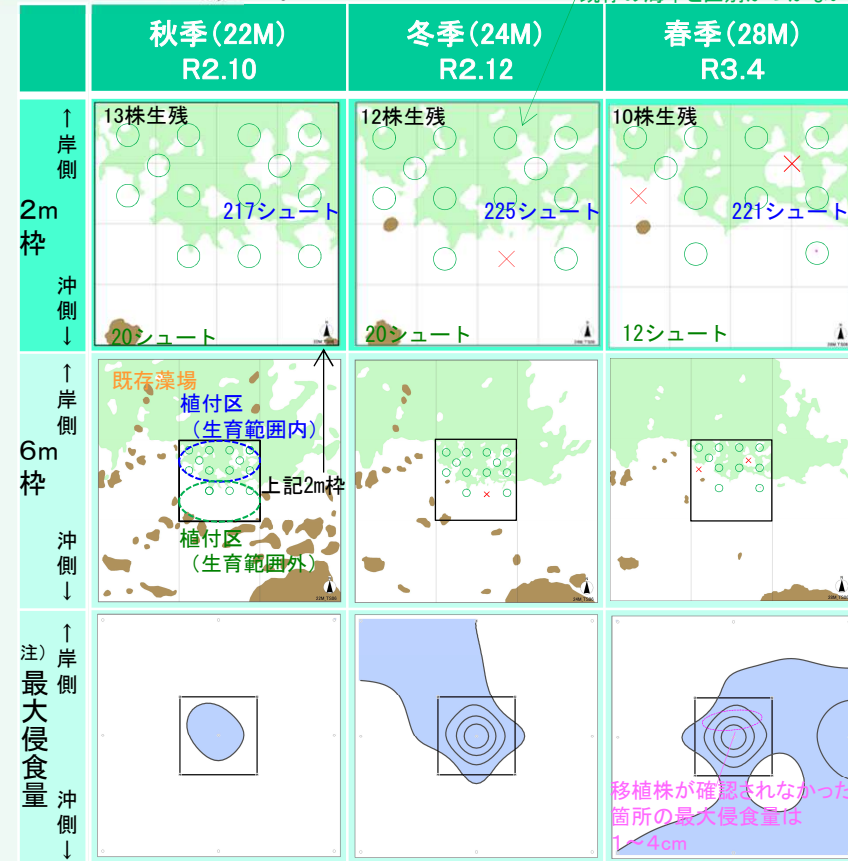 秋季(22M)
R2.10
冬季(24M)
R2.12
春季(28M)
R3.4
↑
岸
側
2m
枠
沖
側
↓
13株生残
217シュート
20シュート
12株生残
225シュート
20シュート
10株生残
221シュート
12シュート
↑
岸
側
6m
枠
沖
側
↓
既存藻場
植付区
(生育範囲内)
上記2m枠
植付区
(生育範囲外)
↑
岸
側
注)
最大侵食量
沖
側
↓
移植株が確認されなかった
箇所の最大侵食量は
1~4cm